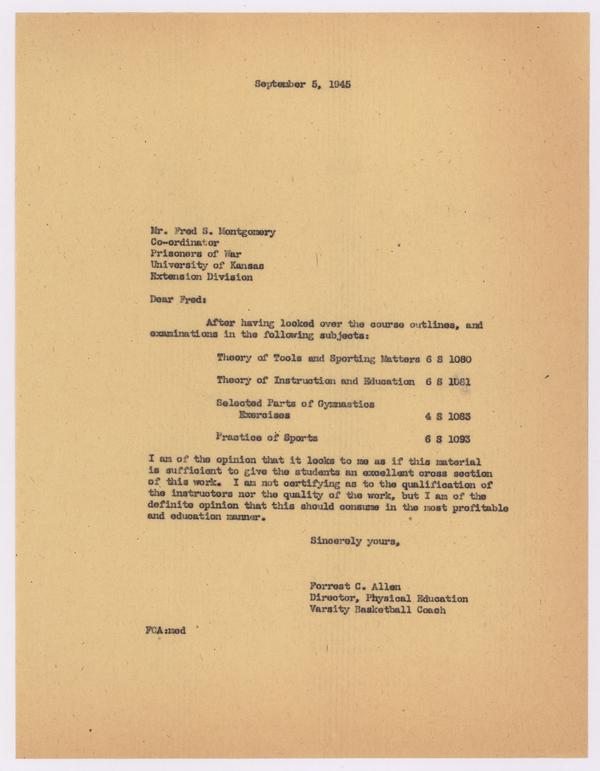 September 5, 1945
Mr. Fred S. Montgomery
Co-ordinator
Prisoners of War
University of Kansas
Extension Division
Dear Fred:
After having looked over the course outlines, and
examinations in the following subjects:
Theory of Tools and Sporting Matters 6 S 1080
Theory of Instruction and Education 6 S 1081
Selected Parts of Gymnastics
Exercises 4 S 1083
Practice of Sports 6 S 1093
I am of the opinion that it looks to me as if this material
is sufficient to give the students an excellent cross section
of this work. I am not certifying as to the qualification of
the instructors nor the quality of the work, but I am of the
definite opinion that this should consume in the most profitable
and education manner.
Sincerely yours,
Forrest C. Allen
Director, Physical Education
Varsity Basketball Coach
FCA:med